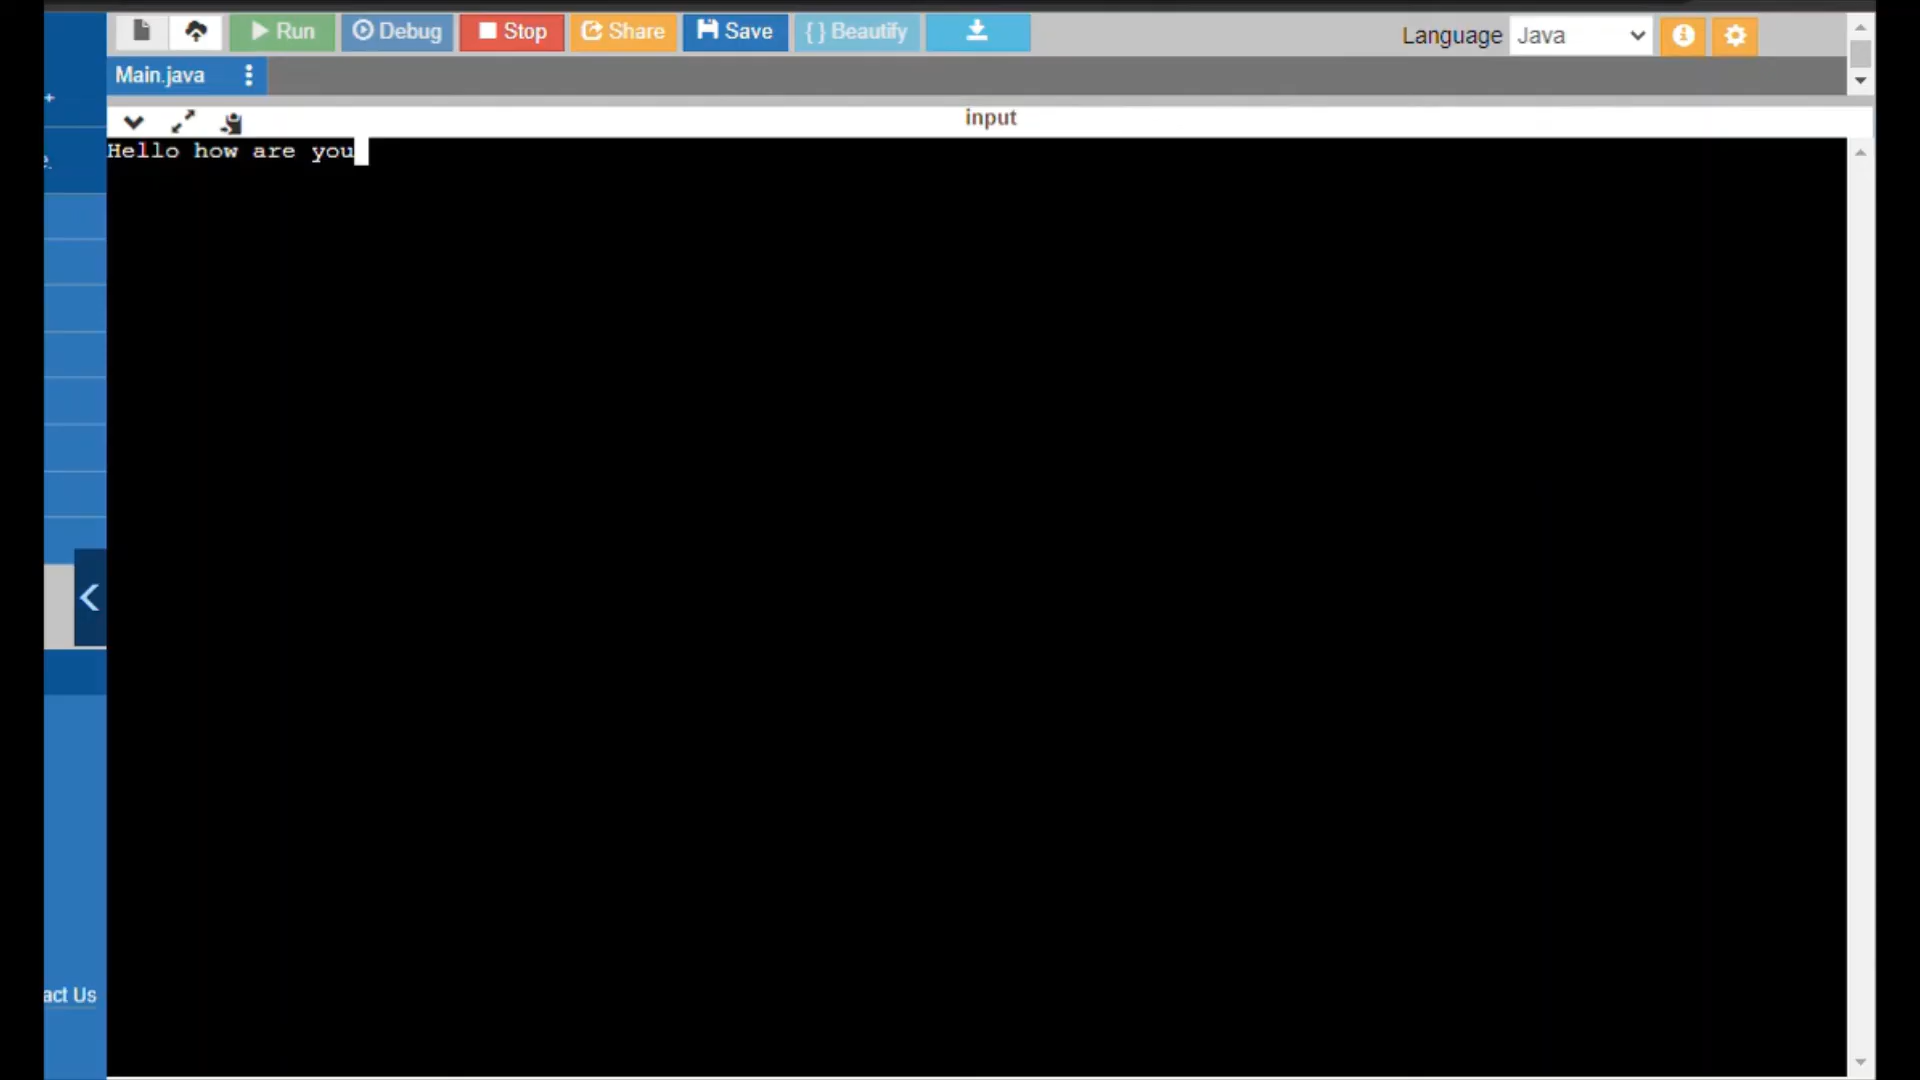 Run Debug Stop Share Save { } Beautify Language Java
Main.java
+
e.
input
Hello how are you
act Us